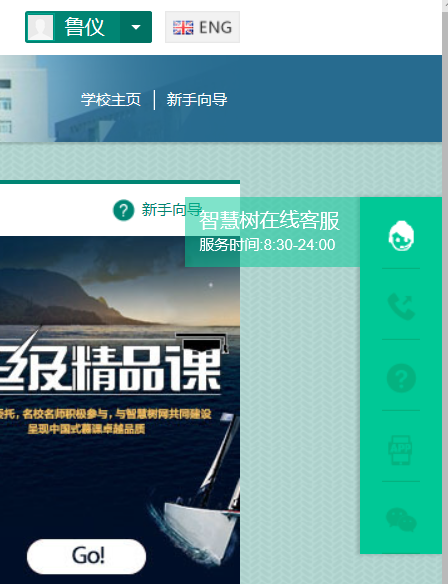 鲁仪
ENG
学校主页
新手向导
新手向导
智慧树在线客服
服务时间:8:30-24:00
级精品课
托，名校名师积极参与，与智慧树网共同建设
呈现中国式慕课卓越品质
Go!